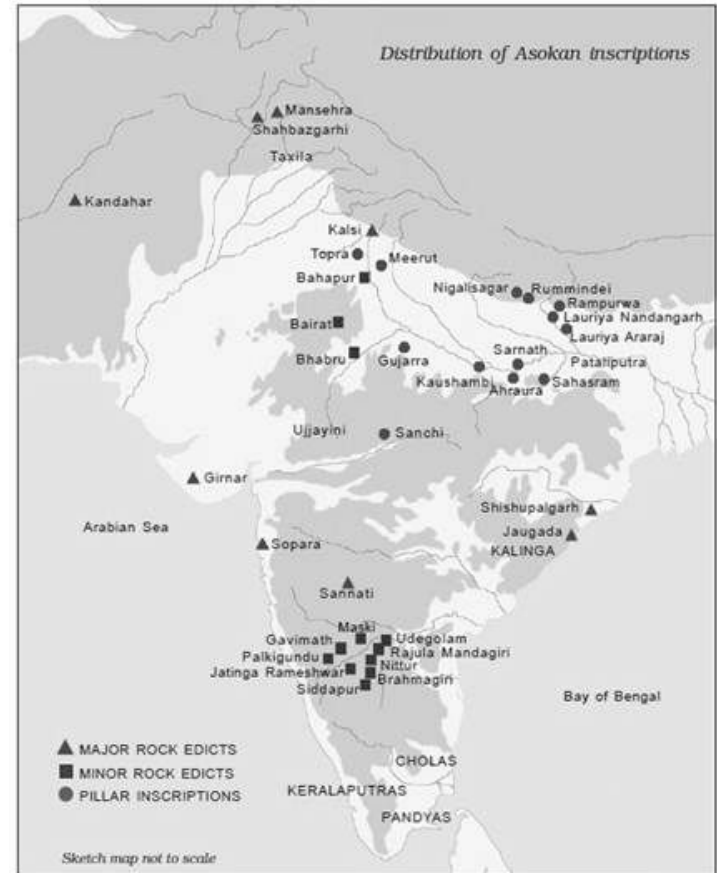 Distribution of Asokan inscriptions
Mansehra
Shahbazgarhi
Taxila
Kandahar
Kalsi
Topra
Meerut
Bahapur
Nigalisagar
Rummindei
Rampurwa
Lauriya Nandangarh
Bairat
Lauriya Araraj
Bhabru
Gujarra
Sarnath
Pataliputra
Kaushambi
Sahasram
Ahraura
Ujjayini
Sanchi
Girnar
Shishupalgarh
Arabian Sea
Jaugada
Sopara
KALINGA
Sannati
Maski
Gavimath
Udegolam
Palkigundu
Rajula Mandagiri
Nittur
Jatinga Rameshwar
Brahmagiri
Siddapur
Bay of Bengal
MAJOR ROCK EDICTS
CHOLAS
MINOR ROCK EDICTS
KERALAPUTRAS
PILLAR INSCRIPTIONS
PANDYAS
Sketch map not to scale